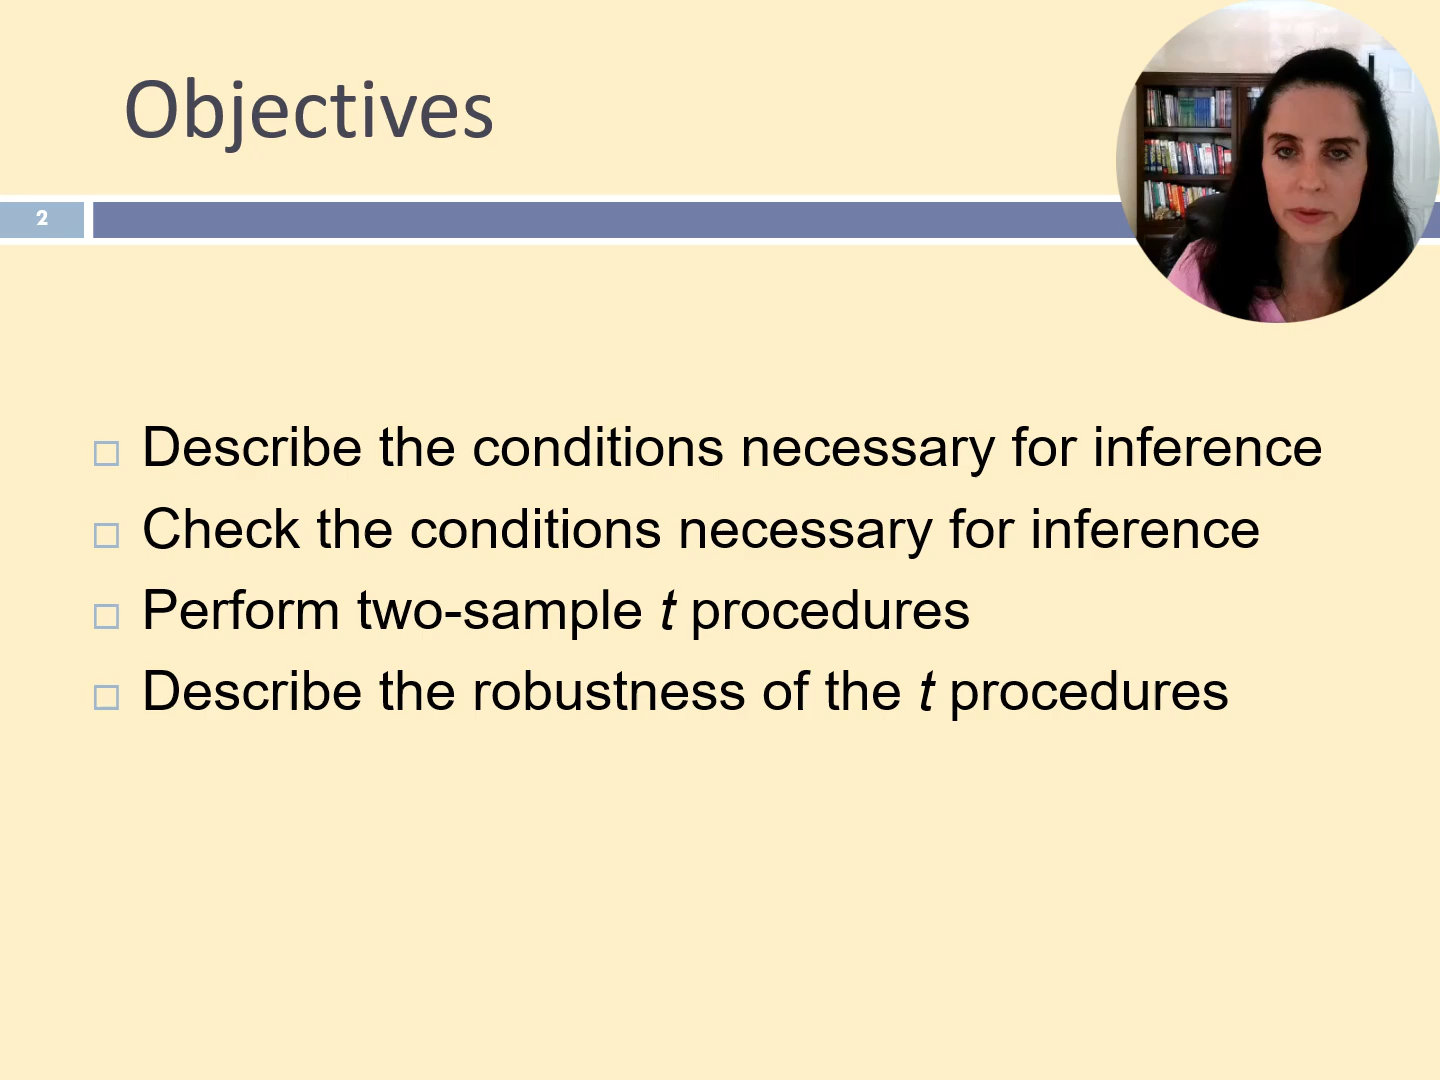 Objectives
2
Describe the conditions necessary for inference
Check the conditions necessary for inference
Perform two-sample t procedures
Describe the robustness of the t procedures